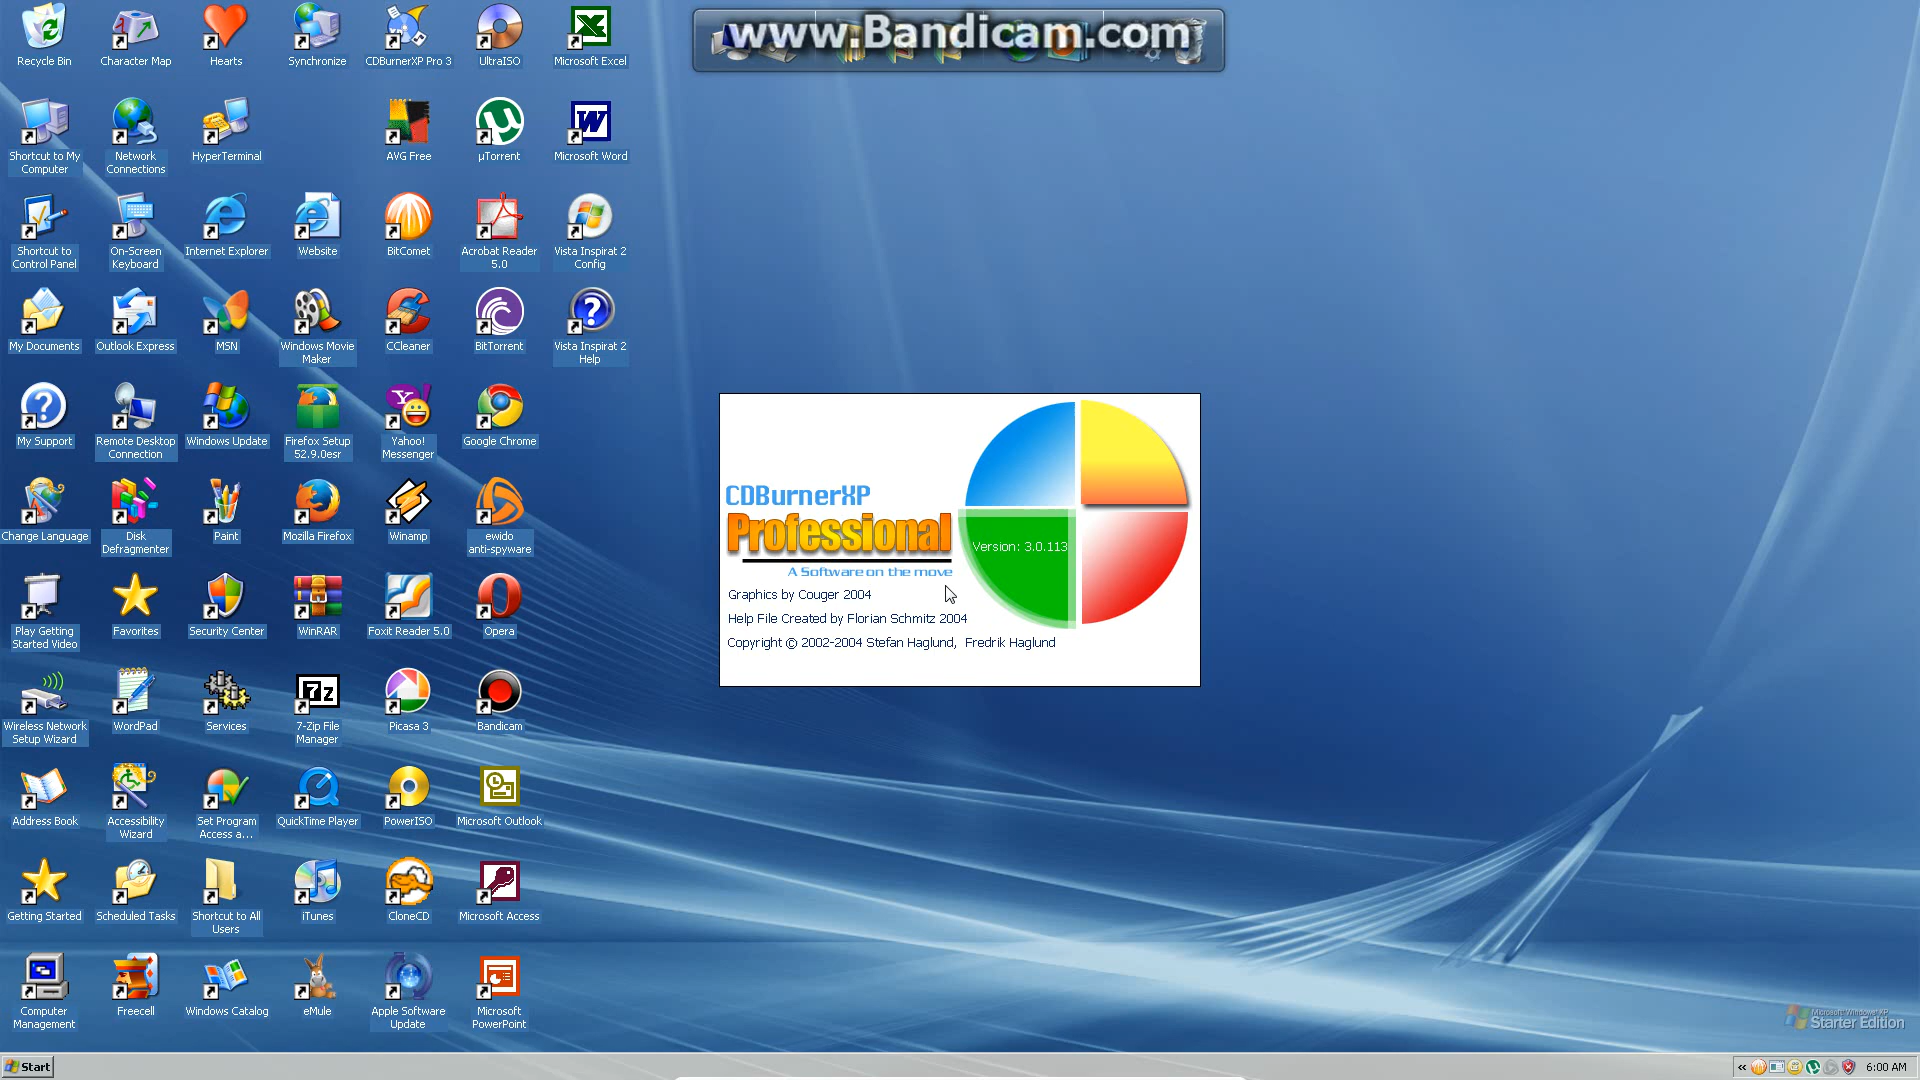 www.Bandicam.com
Recycle Bin
Character Map
Hearts
Synchronize
CDBurnerXP Pro 3
UltraISO
Microsoft Excel
Shortcut to My
Computer
Network
Connections
HyperTerminal
AVG Free
µTorrent
Microsoft Word
Shortcut to
Control Panel
On-Screen
Keyboard
Internet Explorer
Website
BitComet
Acrobat Reader
5.0
Vista Inspirat 2
Config
My Documents
Outlook Express
MSN
Windows Movie
Maker
CCleaner
BitTorrent
Vista Inspirat 2
Help
My Support
Remote Desktop
Connection
Windows Update
Firefox Setup
52.9.0esr
Yahoo!
Messenger
Google Chrome
Change Language
Disk
Defragmenter
Paint
Mozilla Firefox
Winamp
ewido
anti-spyware
Play Getting
Started Video
Favorites
Security Center
WinRAR
Foxit Reader 5.0
Opera
Wireless Network
Setup Wizard
WordPad
Services
7z
7-Zip File
Manager
Picasa 3
Bandicam
Address Book
Accessibility
Wizard
Set Program
Access a...
QuickTime Player
PowerISO
Microsoft Outlook
Getting Started
Scheduled Tasks
Shortcut to All
Users
iTunes
CloneCD
Microsoft Access
Computer
Management
Freecell
Windows Catalog
eMule
Apple Software
Update
Microsoft
PowerPoint
CDBurnerXP
Professional
A Software on the move
Version: 3.0.113
Graphics by Couger 2004
Help File Created by Florian Schmitz 2004
Copyright © 2002-2004 Stefan Haglund,  Fredrik Haglund
Microsoft Windows XP
Starter Edition
Start
« 6:00 AM